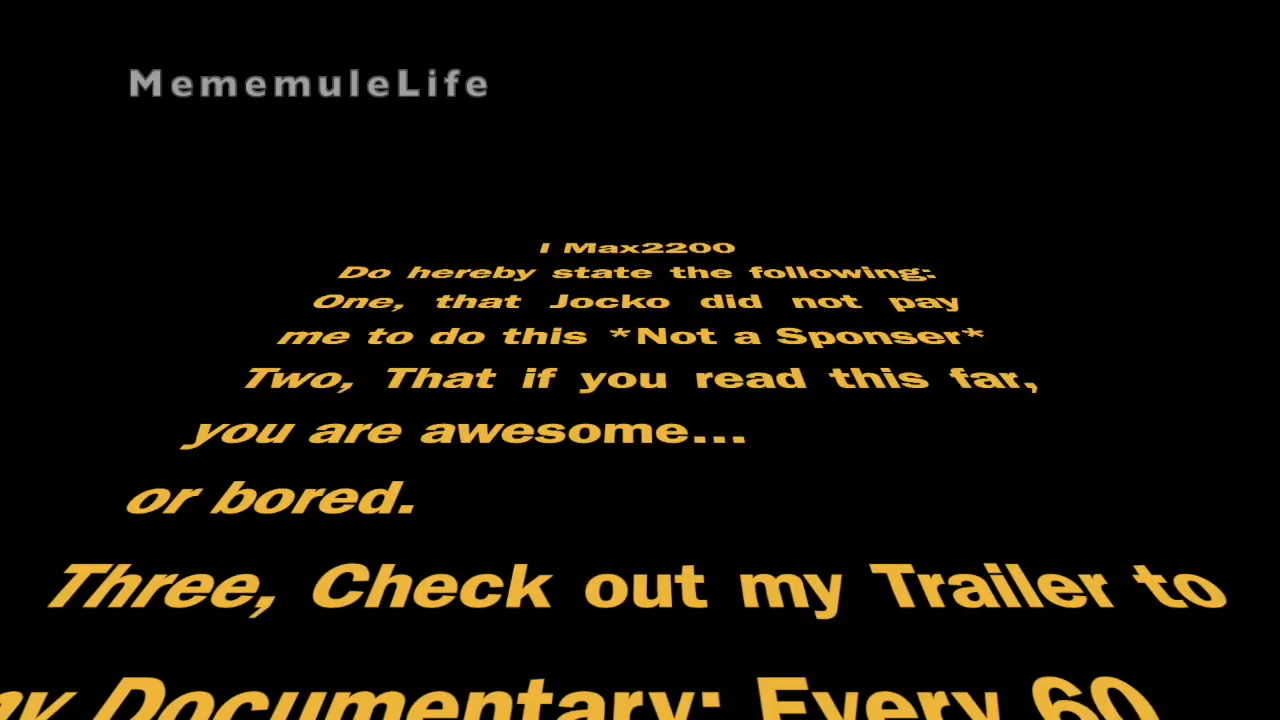 MememuleLife
I Max2200
Do hereby state the following:
One, that Jocko did not pay
me to do this *Not a Sponser*
Two, That if you read this far,
you are awesome...
or bored.
Three, Check out my Trailer to
my Documentary: Every 60